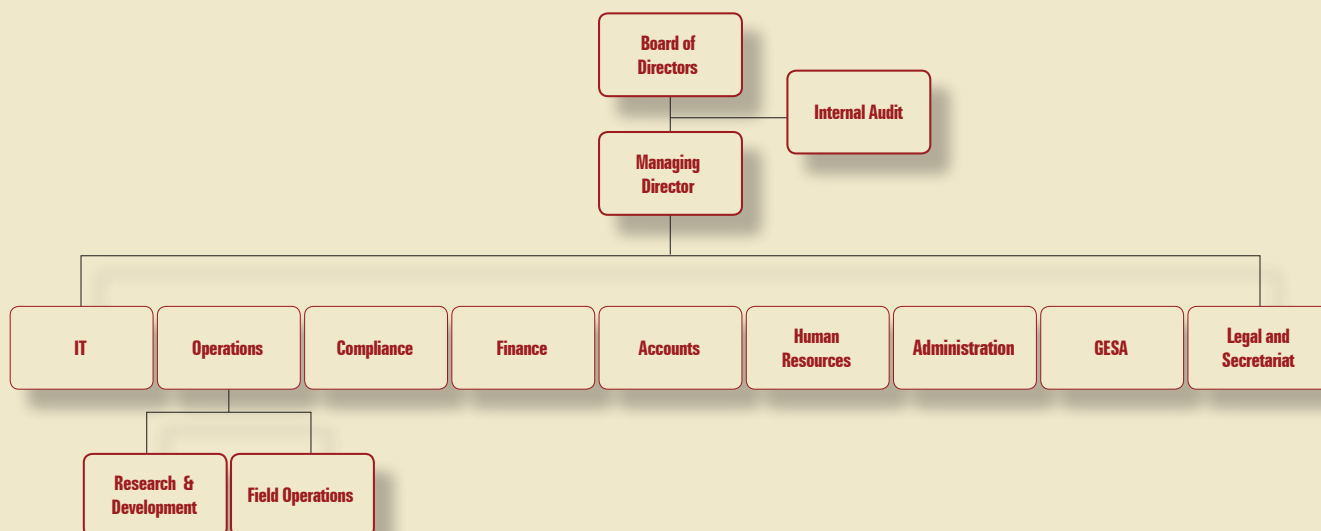 Board of
Directors
Internal Audit
Managing
Director
IT
Operations
Compliance
Finance
Accounts
Human
Resources
Administration
GESA
Legal and
Secretariat
Research &
Development
Field Operations